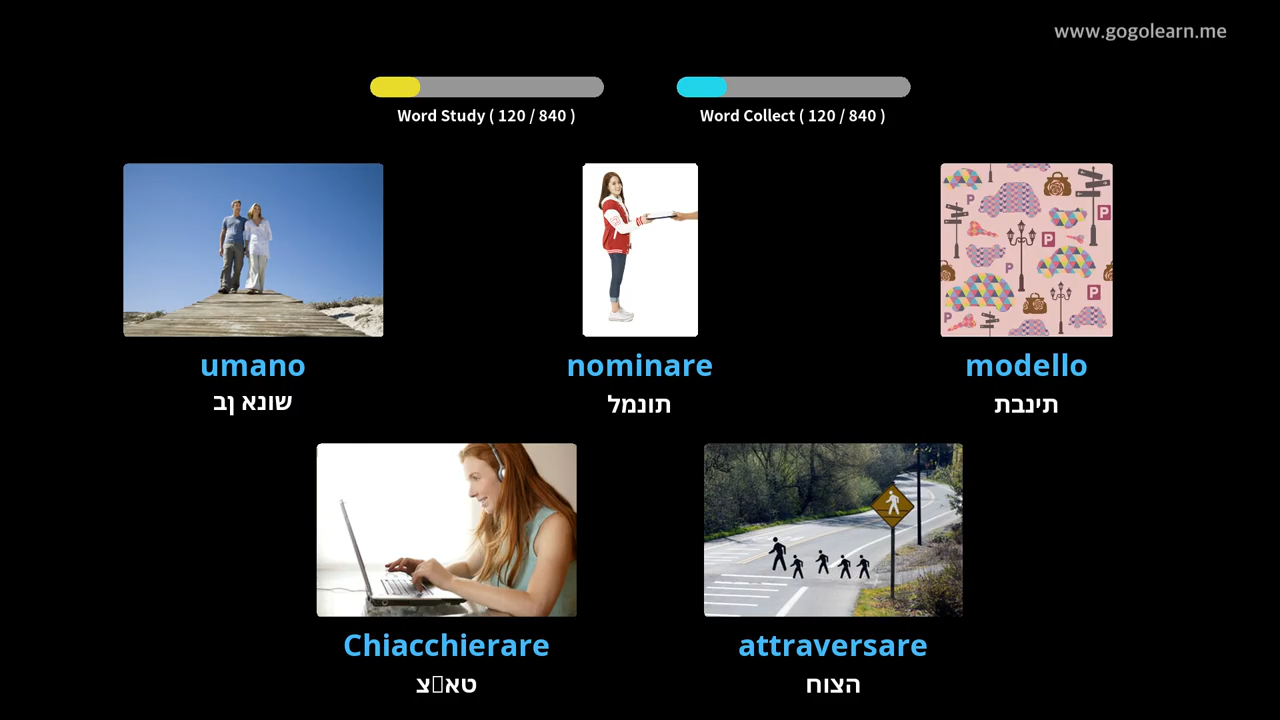 www.gogolearn.me
Word Study ( 120 / 840 )
Word Collect ( 120 / 840 )
umano
שונא ןב
nominare
תונמל
modello
תינבת
Chiacchierare
טא□צ
attraversare
הצוח
P
P
P
P
P
P